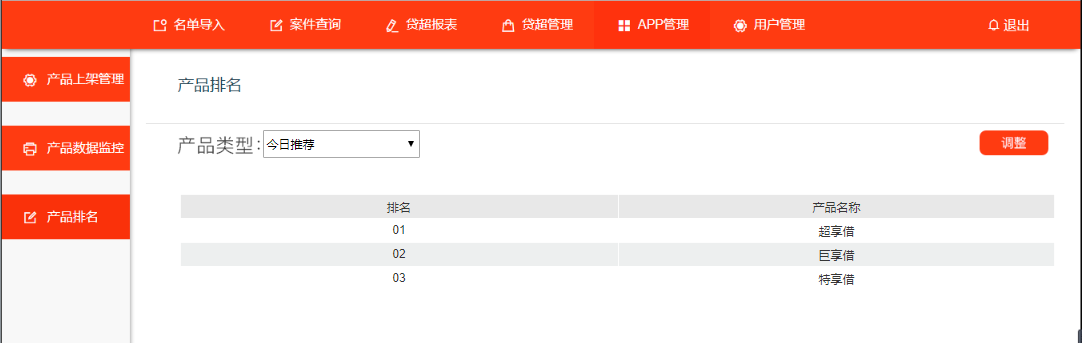 名单导入 案件查询 贷超报表 贷超管理 APP管理 用户管理 退出
产品上架管理
产品数据监控
产品排名
产品排名
产品类型: 今日推荐 调整
排名 产品名称
01 超享借
02 巨享借
03 特享借